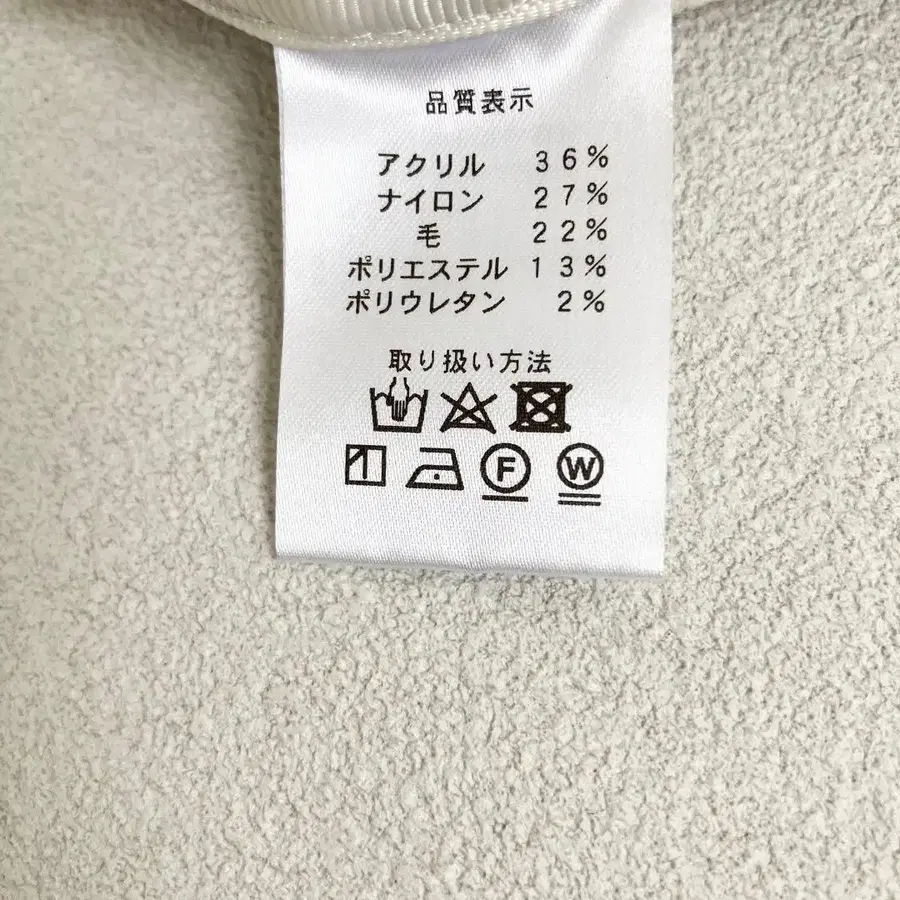 品質表示
アクリル 36%
ナイロン 27%
毛 22%
ポリエステル 13%
ポリウレタン 2%
取り扱い方法
F W